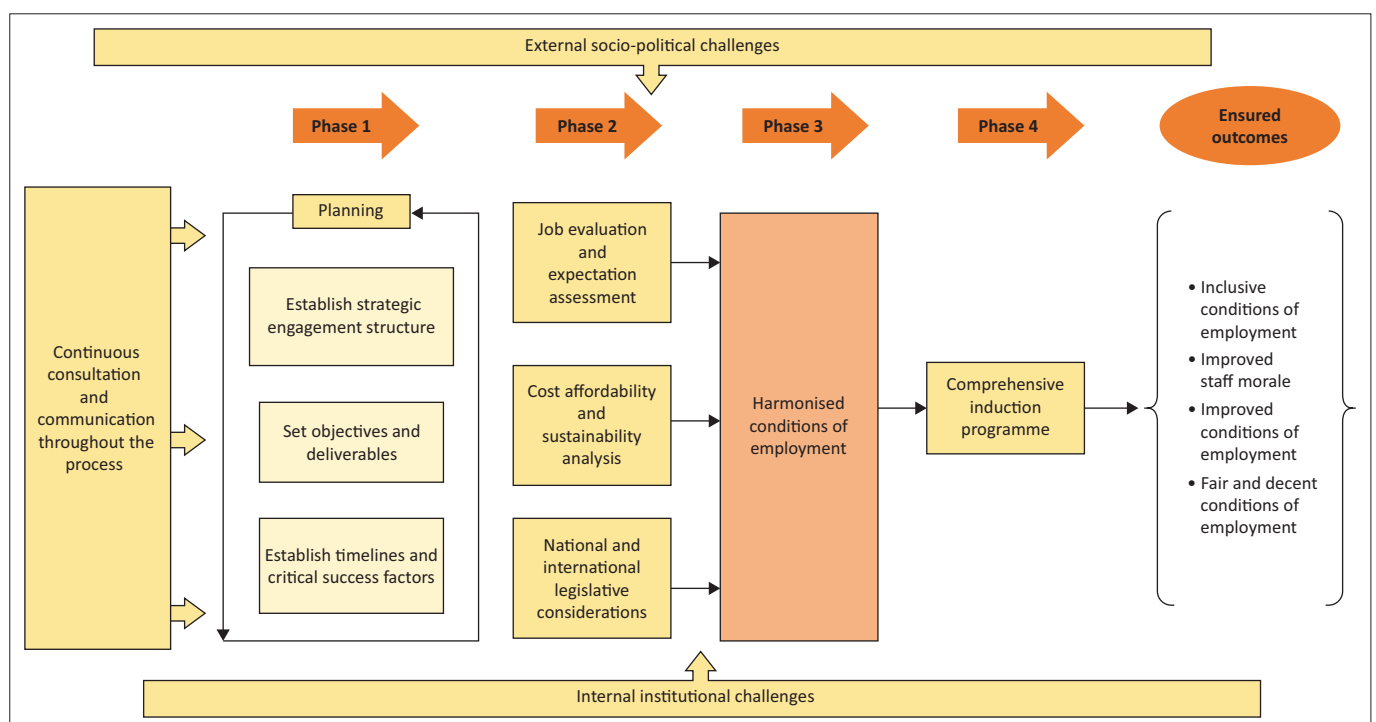 External socio-political challenges
Phase 1
Phase 2
Phase 3
Phase 4
Ensured
outcomes
Continuous
consultation
and
communication
throughout the
process
Planning
Establish strategic
engagement structure
Set objectives and
deliverables
Establish timelines and
critical success factors
Job evaluation
and
expectation
assessment
Cost affordability
and
sustainability
analysis
National and
international
legislative
considerations
Harmonised
conditions of
employment
Comprehensive
induction
programme
• Inclusive
conditions of
employment
• Improved
staff morale
• Improved
conditions of
employment
• Fair and decent
conditions of
employment
Internal institutional challenges